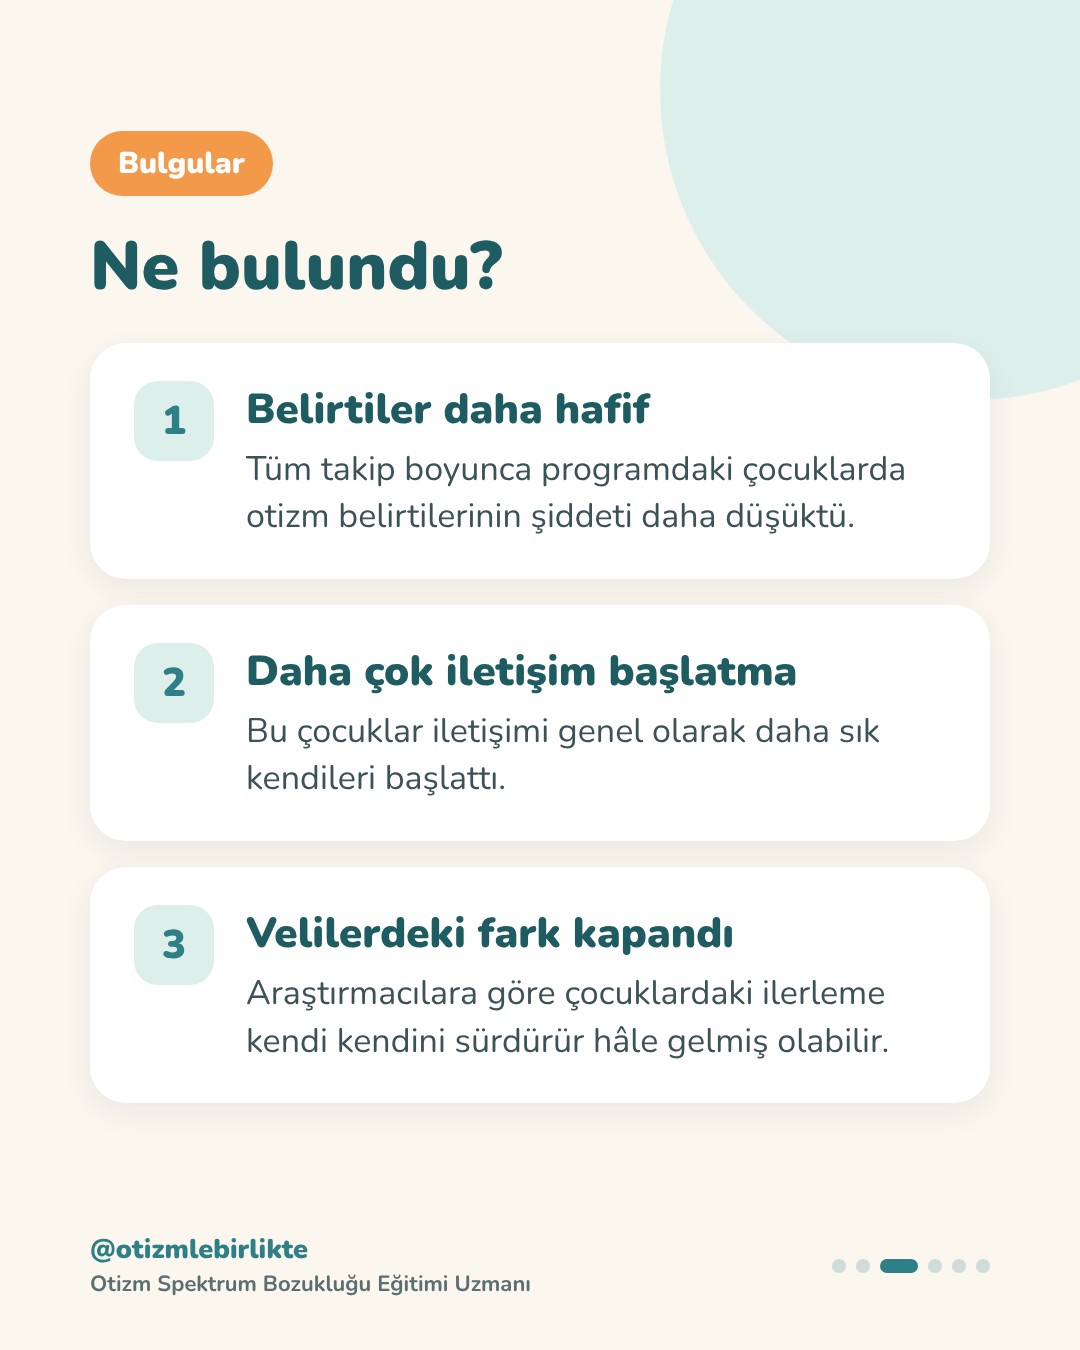 Bulgular
Ne bulundu?
1
Belirtiler daha hafif
Tüm takip boyunca programdaki çocuklarda
otizm belirtilerinin şiddeti daha düşüktü.
2
Daha çok iletişim başlatma
Bu çocuklar iletişimi genel olarak daha sık
kendileri başlattı.
3
Velilerdeki fark kapandı
Araştırmacılara göre çocuklardaki ilerleme
kendi kendini sürdürür hâle gelmiş olabilir.
@otizmlebirlikte
Otizm Spektrum Bozukluğu Eğitimi Uzmanı